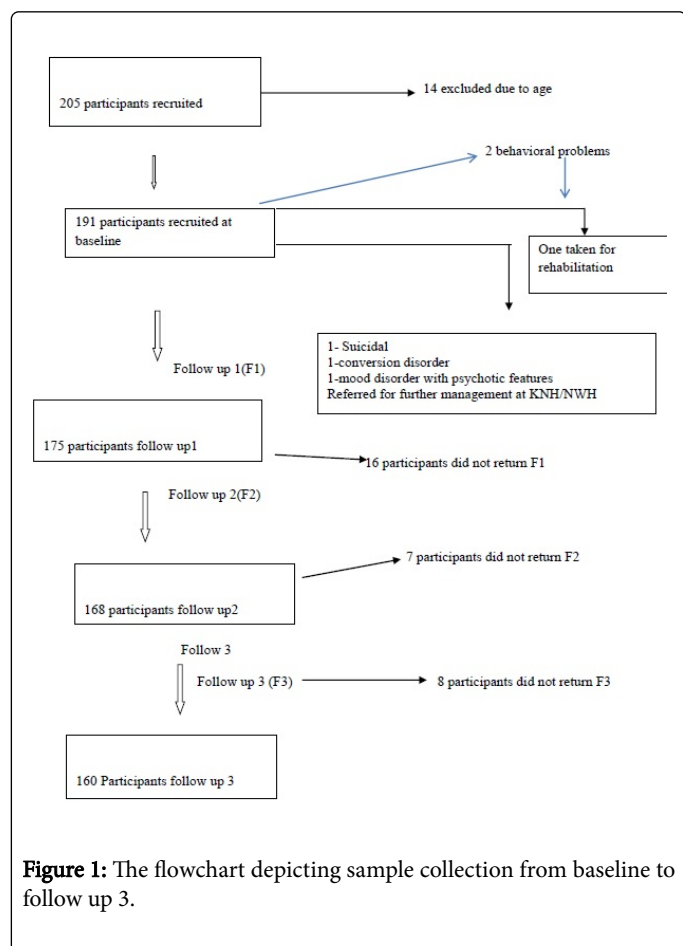 205 participants recruited
14 excluded due to age
2 behavioral problems
191 participants recruited at
baseline
One taken for
rehabilitation
1- Suicidal
1-conversion disorder
1-mood disorder with psychotic features
Referred for further management at KNH/NWH
Follow up 1(F1)
175 participants follow up1
16 participants did not return F1
Follow up 2(F2)
7 participants did not return F2
168 participants follow up2
Follow 3
Follow up 3 (F3)
8 participants did not return F3
160 Participants follow up 3
Figure 1: The flowchart depicting sample collection from baseline to
follow up 3.